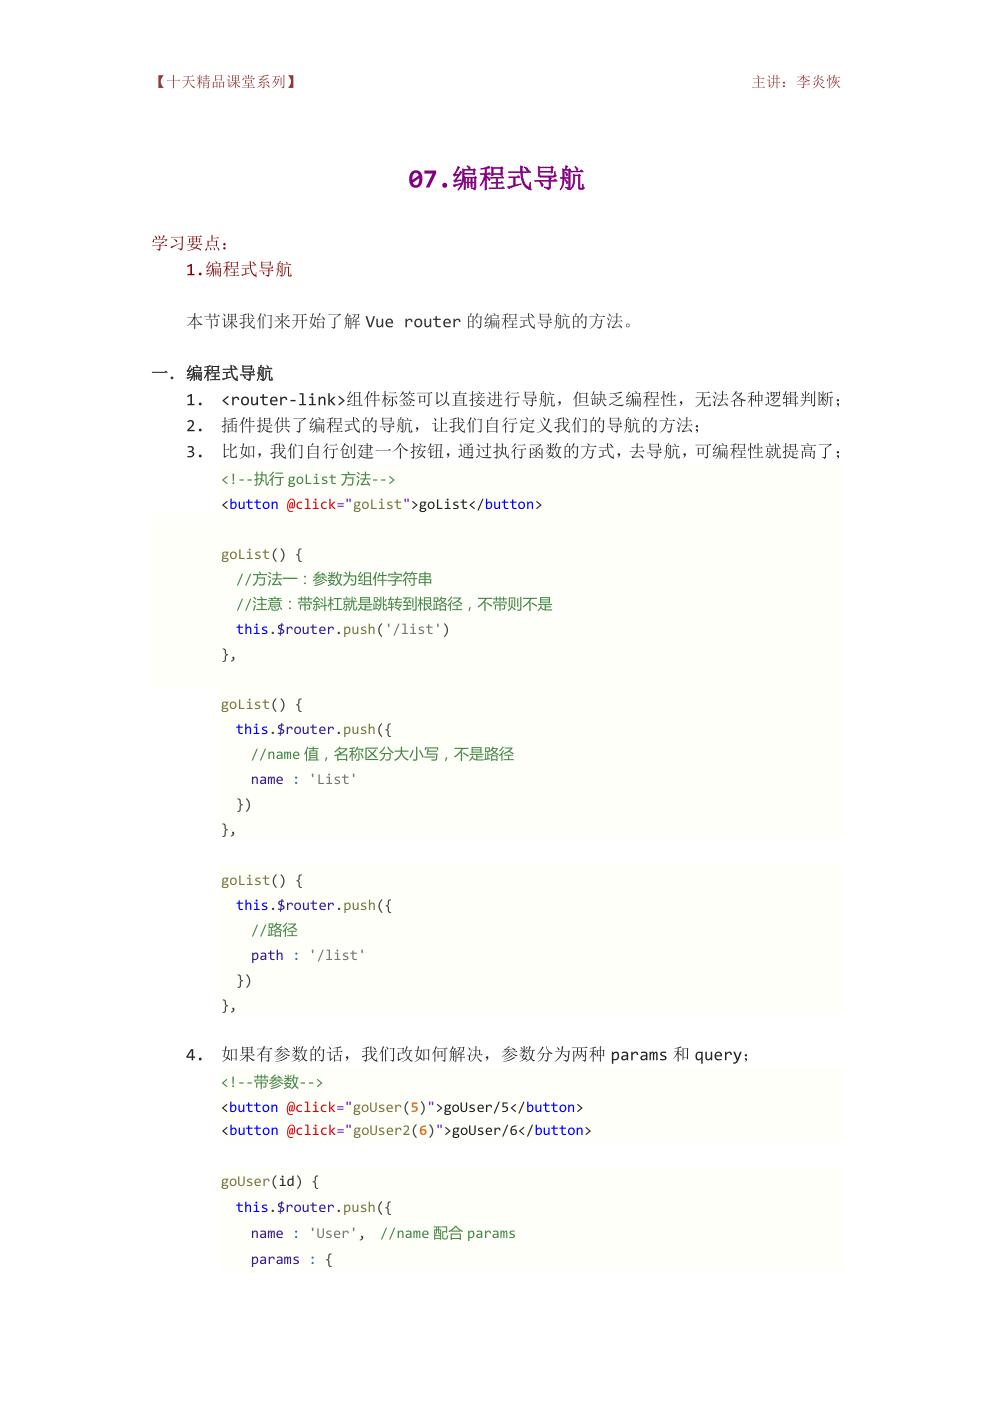 【十天精品课堂系列】 主讲：李炎恢
07.编程式导航
学习要点：
1.编程式导航
本节课我们来开始了解 Vue router 的编程式导航的方法。
一．编程式导航
1. <router-link>组件标签可以直接进行导航，但缺乏编程性，无法各种逻辑判断；
2. 插件提供了编程式的导航，让我们自行定义我们的导航的方法；
3. 比如，我们自行创建一个按钮，通过执行函数的方式，去导航，可编程性就提高了；
<!--执行 goList 方法-->
<button @click="goList">goList</button>
goList() {
//方法一：参数为组件字符串
//注意：带斜杠就是跳转到根路径，不带则不是
this.$router.push('/list')
},
goList() {
this.$router.push({
//name 值，名称区分大小写，不是路径
name : 'List'
})
},
goList() {
this.$router.push({
//路径
path : '/list'
})
},
4. 如果有参数的话，我们改如何解决，参数分为两种 params 和 query；
<!--带参数-->
<button @click="goUser(5)">goUser/5</button>
<button @click="goUser2(6)">goUser/6</button>
goUser(id) {
this.$router.push({
name : 'User', //name 配合 params
params : {